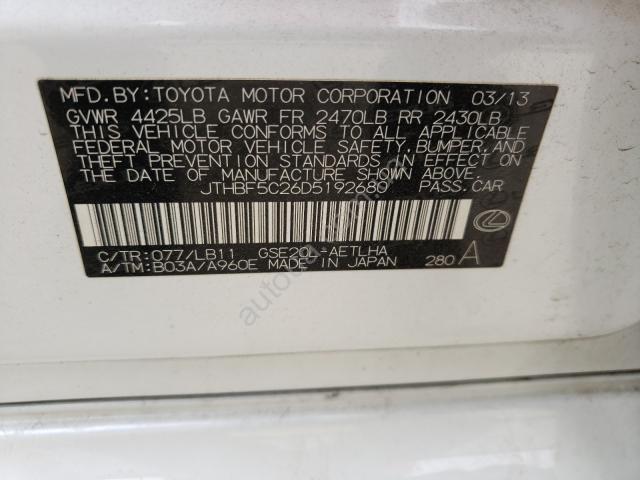 MFD.BY:TOYOTA MOTOR CORPORATION 03/13
GVWR 4425LB GAWR FR 2470LB RR 2430LB
THIS VEHICLE CONFORMS TO ALL APPLICABLE
FEDERAL MOTOR VEHICLE SAFETY,BUMPER,AND
THEFT PREVENTION STANDARDS IN EFFECT ON
THE DATE OF MANUFACTURE SHOWN ABOVE.
JTHBF5C26D5192680 PASS.CAR
C/TR:077/LB11 GSE20L-AETLHA
A/TM:B03A/A960E MADE IN JAPAN 280 A